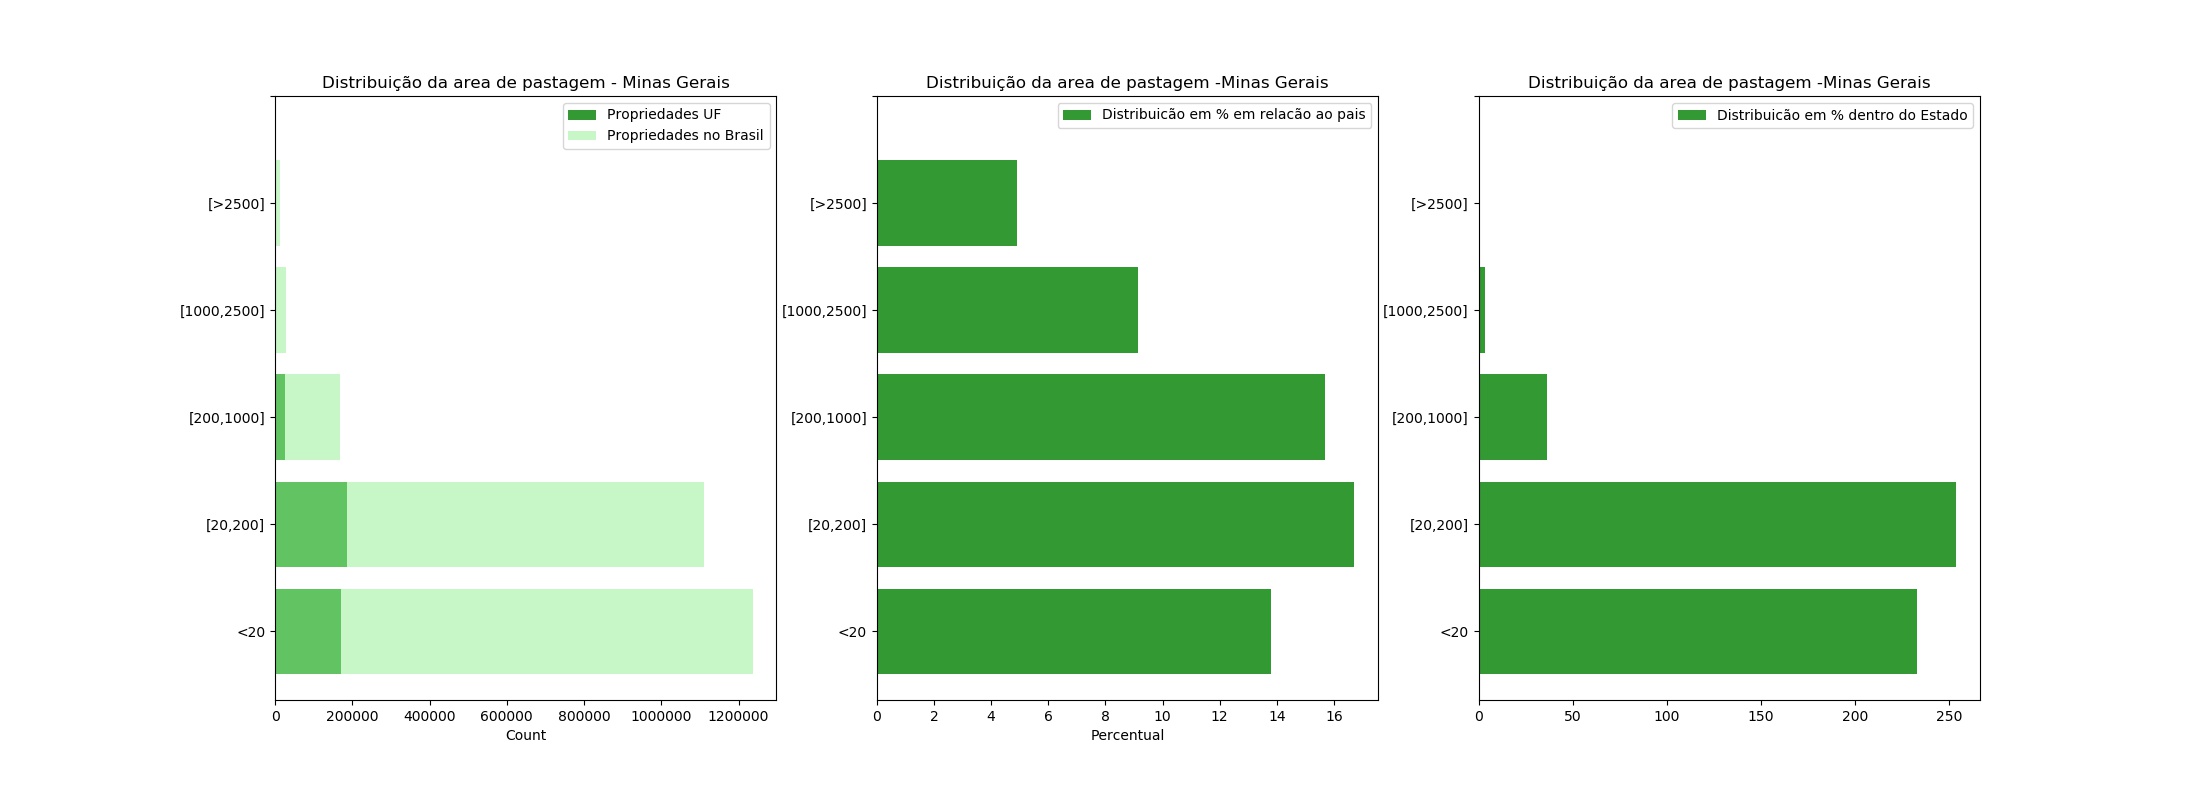 Distribuição da area de pastagem - Minas Gerais
Propriedades UF
Propriedades no Brasil
[>2500]
[1000,2500]
[200,1000]
[20,200]
<20
0 200000 400000 600000 800000 1000000 1200000
Count
Distribuição da area de pastagem -Minas Gerais
Distribuicão em % em relacão ao pais
[>2500]
[1000,2500]
[200,1000]
[20,200]
<20
0 2 4 6 8 10 12 14 16
Percentual
Distribuição da area de pastagem -Minas Gerais
Distribuicão em % dentro do Estado
[>2500]
[1000,2500]
[200,1000]
[20,200]
<20
0 50 100 150 200 250